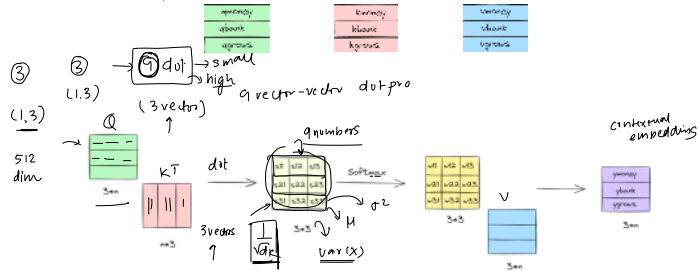 qmoney
qbank
qgrows
kmoney
kbank
kgrows
vmoney
vbank
vgrows
③
③
9 dot
small
high
(1,3)
9 vector-vector dot pro
(1,3)
(3 vector)
Q
9 numbers
contextual
embedding
512
dim
KT
dot
s11 s12 s13
s21 s22 s23
s31 s32 s33
softmax
w11 w12 w13
w21 w22 w23
w31 w32 w33
V
ymoney
ybank
ygrows
3*n
n*3
3 vectors
1
√dk
3*3
μ
σ2
var(x)
3*3
3*n
3*n